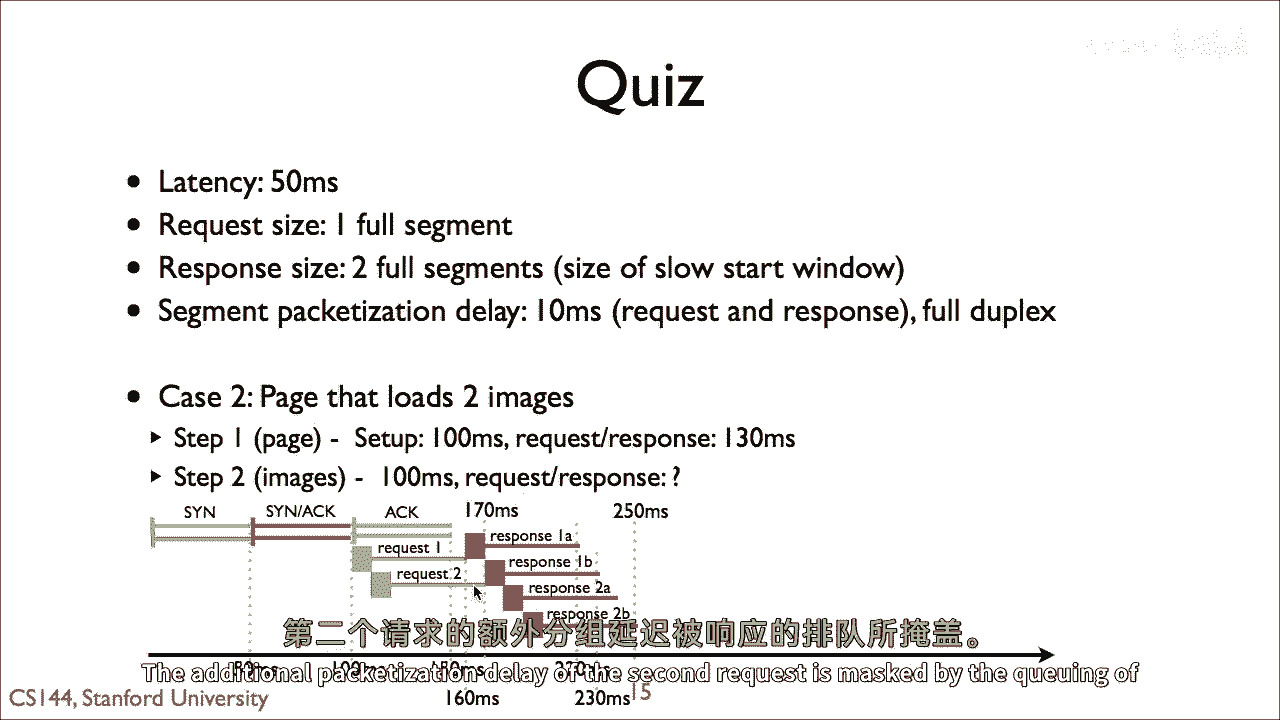 Quiz
• Latency: 50ms
• Request size: 1 full segment
• Response size: 2 full segments (size of slow start window)
• Segment packetization delay: 10ms (request and response), full duplex
• Case 2: Page that loads 2 images
▸ Step 1 (page) - Setup: 100ms, request/response: 130ms
▸ Step 2 (images) - 100ms, request/response: ?
SYN SYN/ACK ACK 170ms 250ms
response 1a
request 1
response 1b
request 2
response 2a
response 2b
第二个请求的额外分组延迟被响应的排队所掩盖。
The additional packetization delay of the second request is masked by the queuing of
CS144, Stanford University 160ms 230ms 15